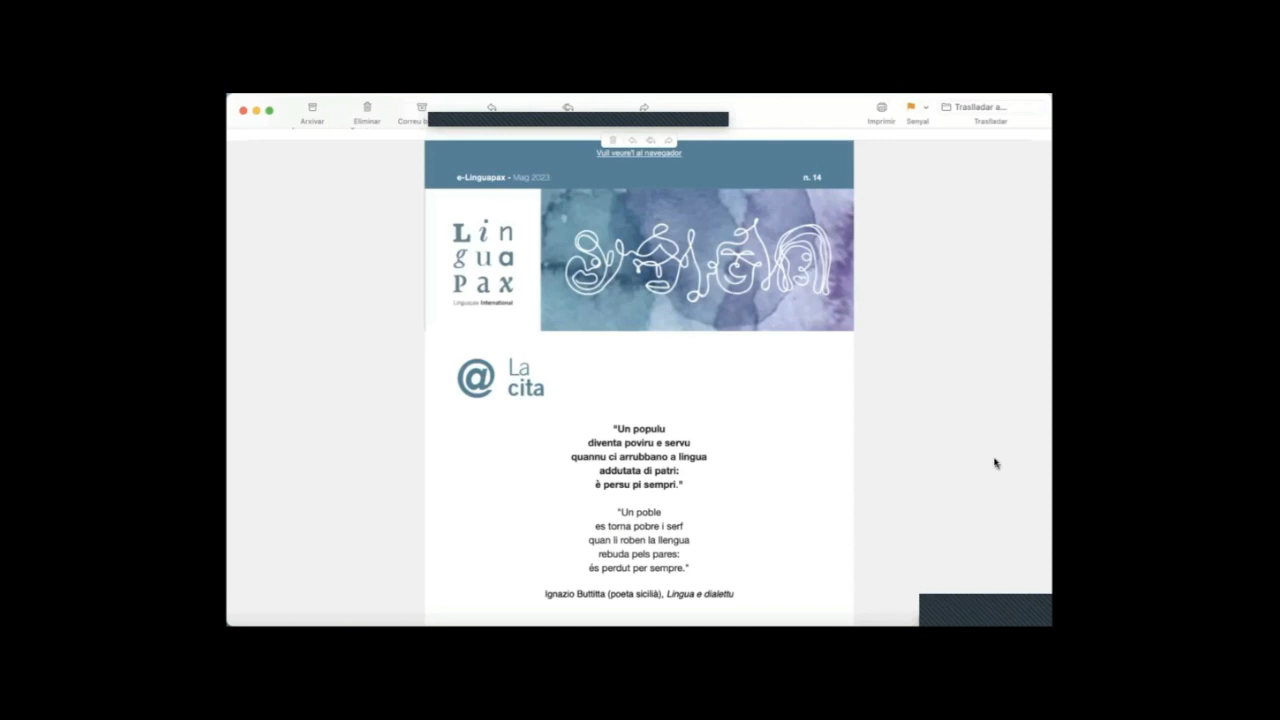 Arxivar
Eliminar
Correu
Imprimir
Senyal
Traslladar a...
Traslladar
Vull veure'l al navegador
e-Linguapax - Maig 2023
n. 14
Lin
gua
Pax
Linguapax International
@ La
cita
"Un populu
diventa poviru e servu
quannu ci arrubbano a lingua
addutata di patri:
è persu pi sempri."
"Un poble
es torna pobre i serf
quan li roben la llengua
rebuda pels pares:
és perdut per sempre."
Ignazio Buttitta (poeta sicilià), Lingua e dialettu